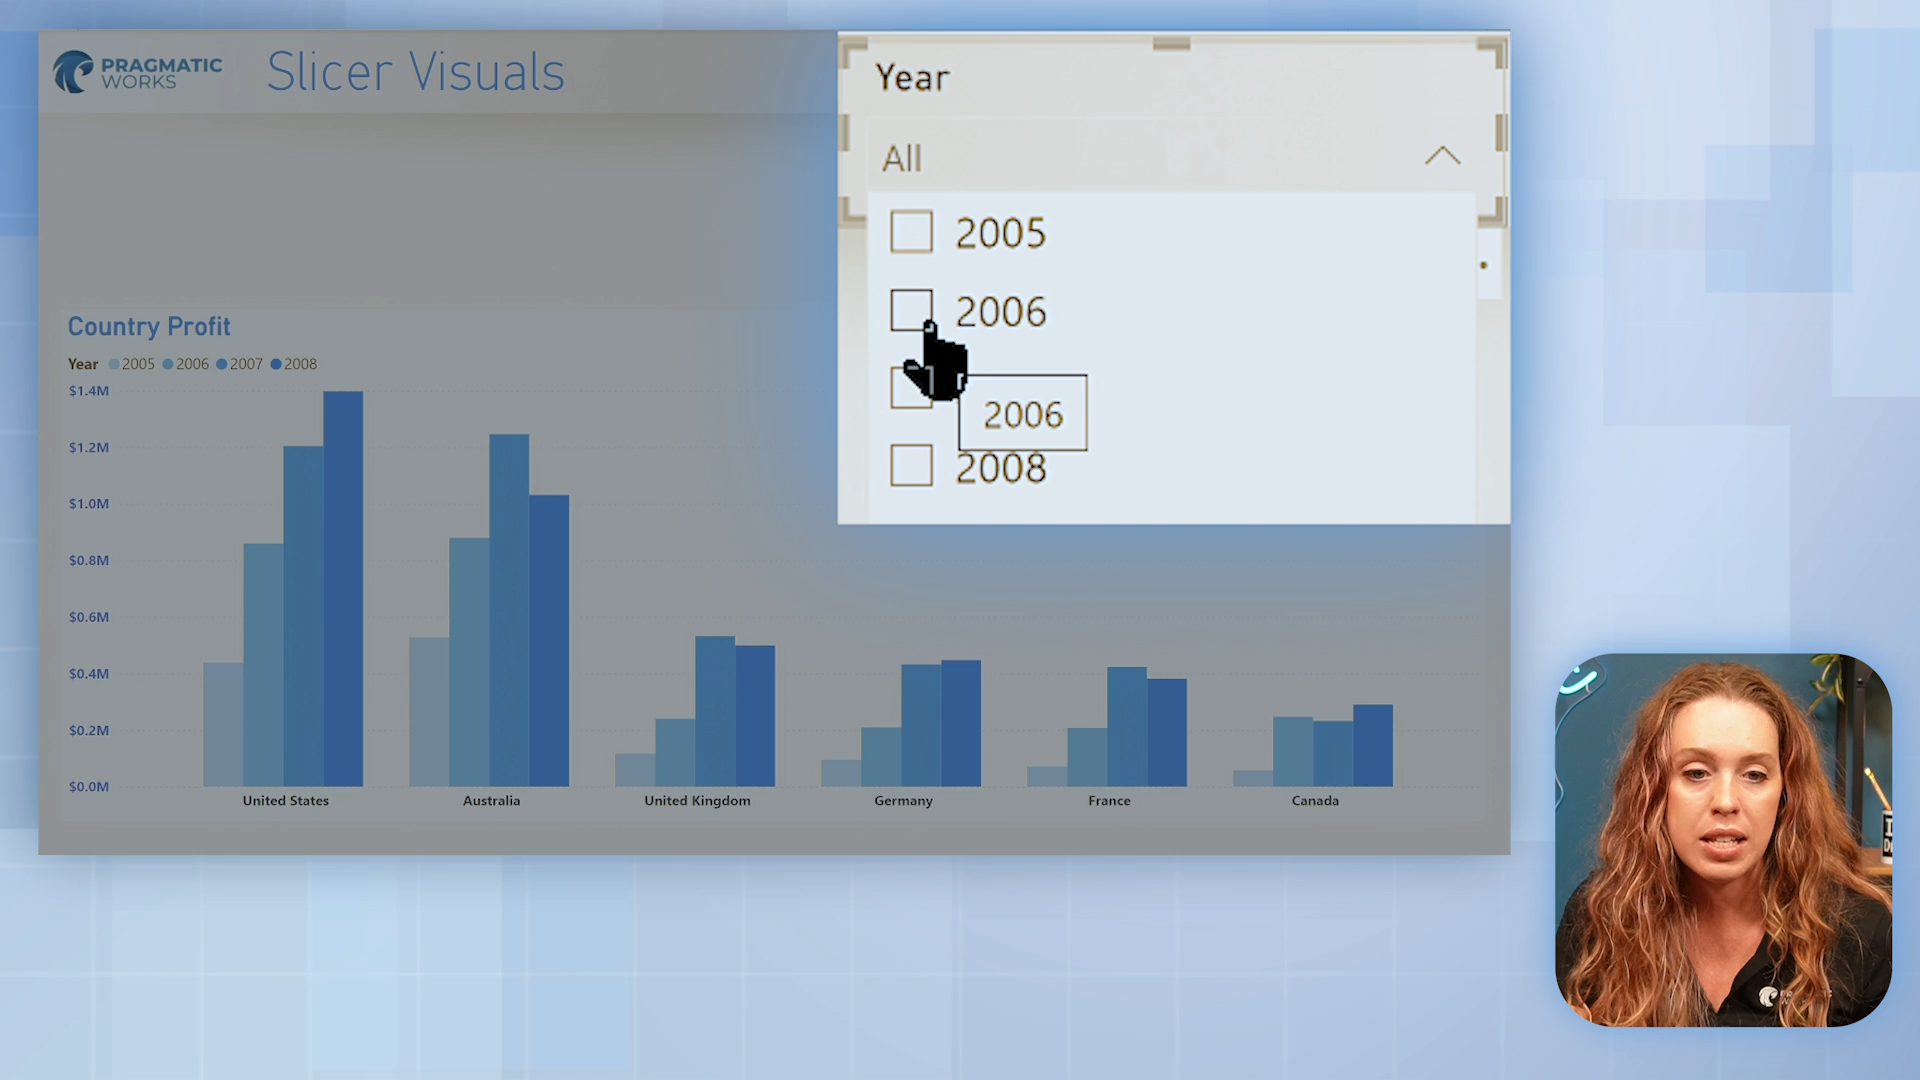 PRAGMATIC
WORKS
Slicer Visuals
Year
All
2005
2006
2006
2008
Country Profit
Year 2005 2006 2007 2008
$1.4M
$1.2M
$1.0M
$0.8M
$0.6M
$0.4M
$0.2M
$0.0M
United States
Australia
United Kingdom
Germany
France
Canada